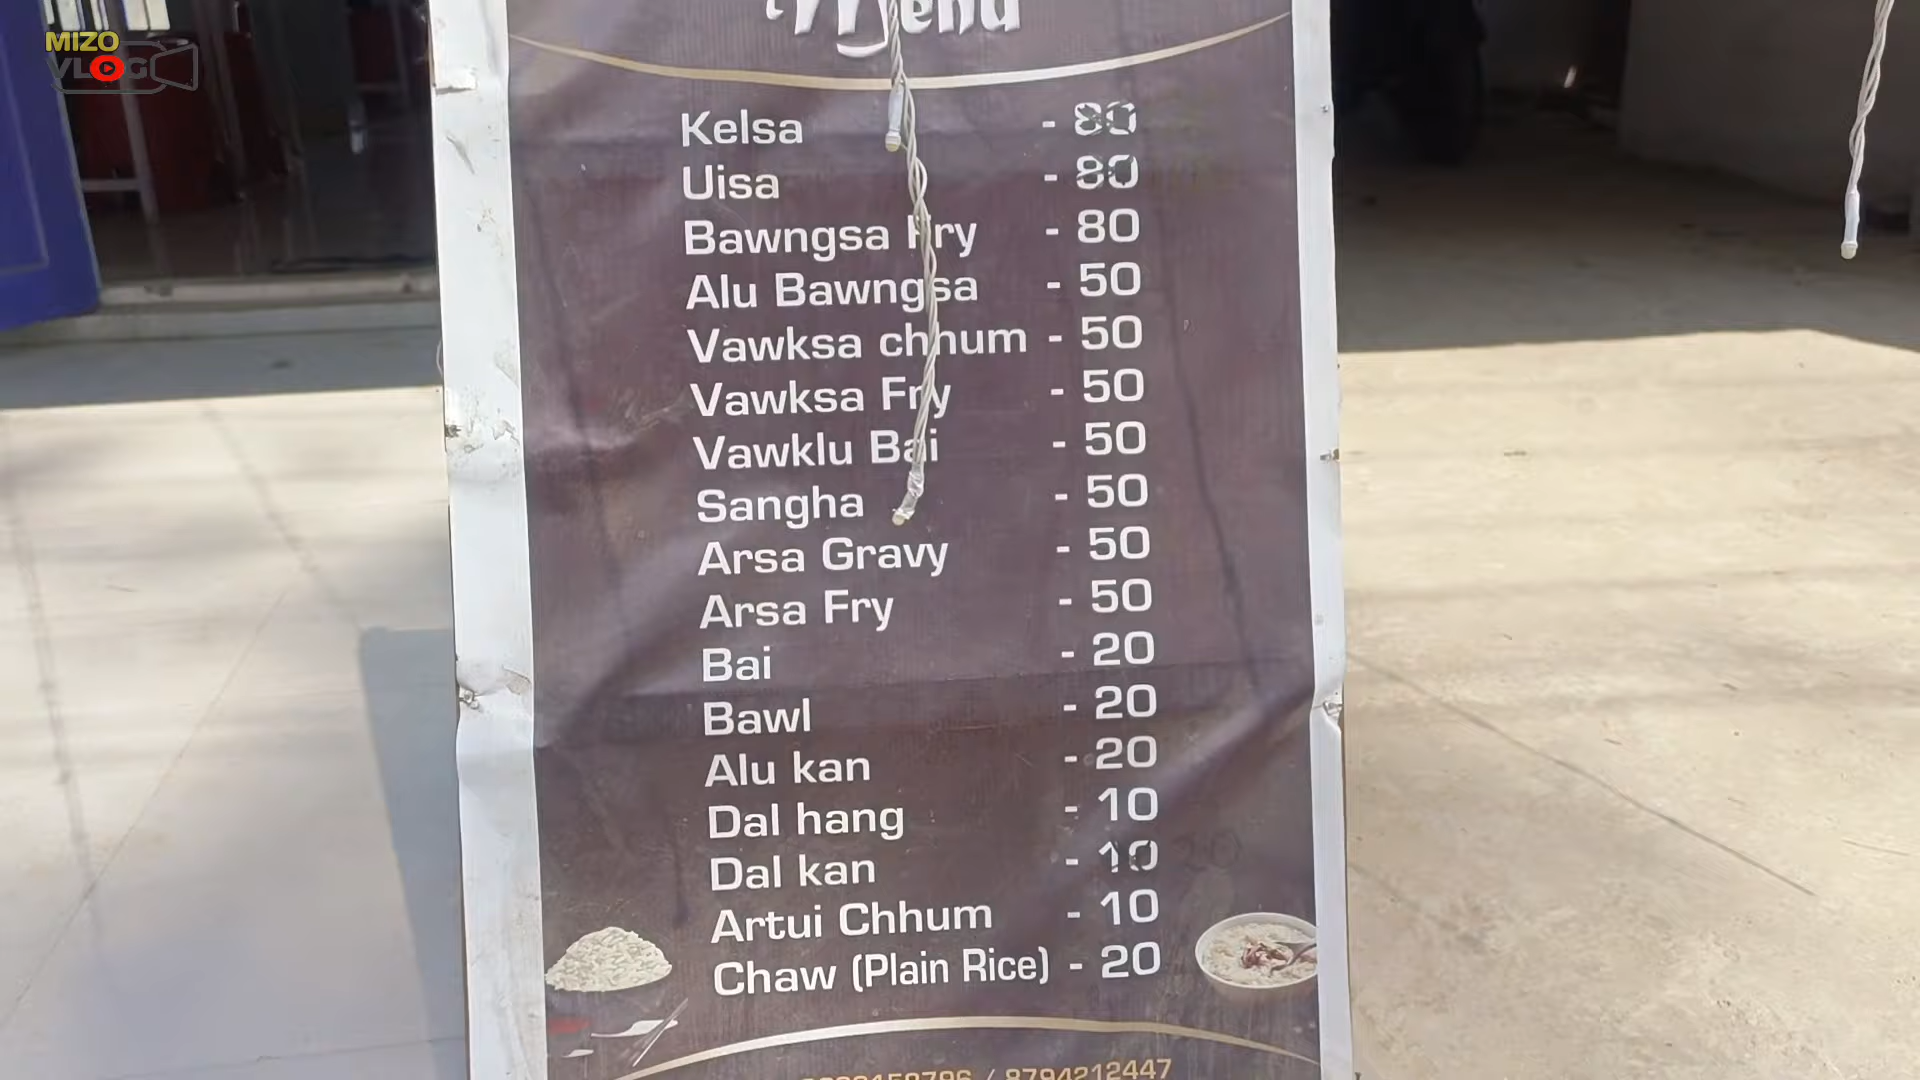 MIZO
VLOG
Menu
Kelsa - 80
Uisa - 80
Bawngsa Fry - 80
Alu Bawngsa - 50
Vawksa chhum - 50
Vawksa Fry - 50
Vawklu Bai - 50
Sangha - 50
Arsa Gravy - 50
Arsa Fry - 50
Bai - 20
Bawl - 20
Alu kan - 20
Dal hang - 10
Dal kan - 10 20
Artui Chhum - 10
Chaw (Plain Rice) - 20
/ 8794212447